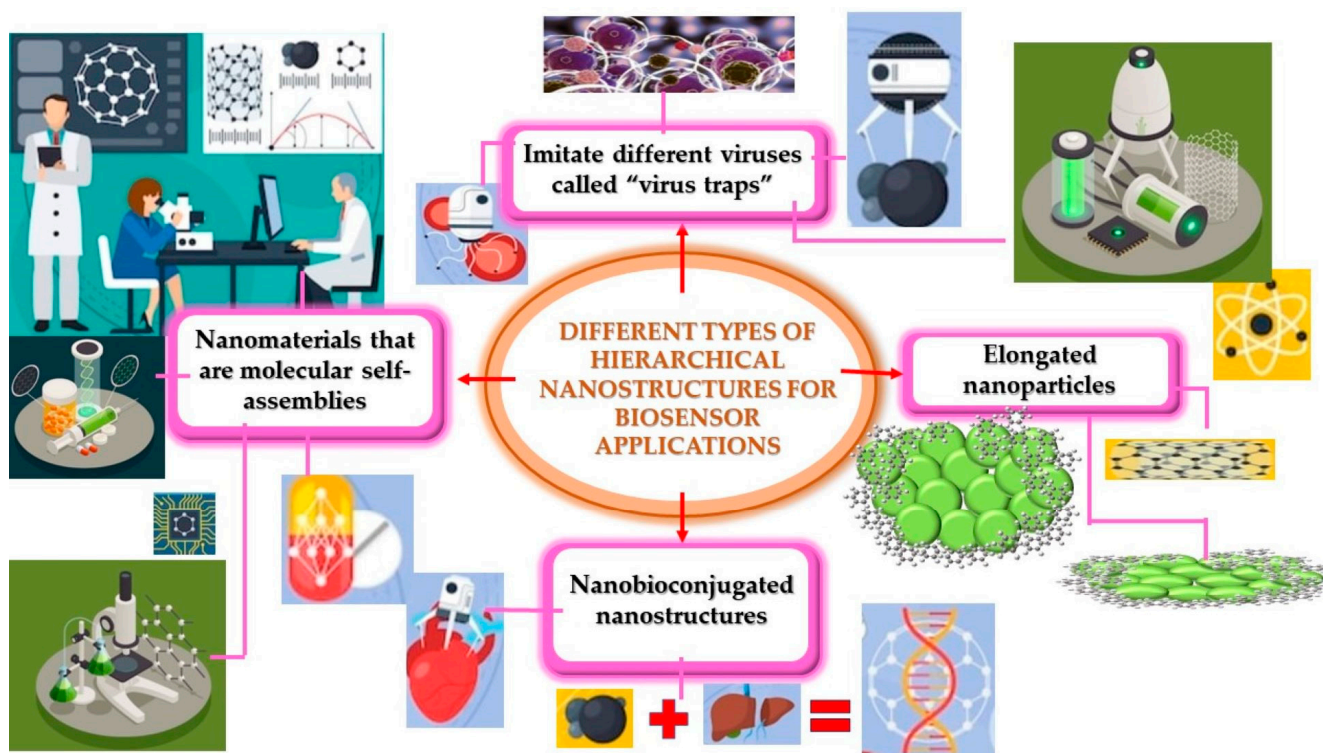 Imitate different viruses
called “virus traps”
DIFFERENT TYPES OF
HIERARCHICAL
NANOSTRUCTURES FOR
BIOSENSOR
APPLICATIONS
Nanomaterials that
are molecular self-
assemblies
Elongated
nanoparticles
Nanobioconjugated
nanostructures